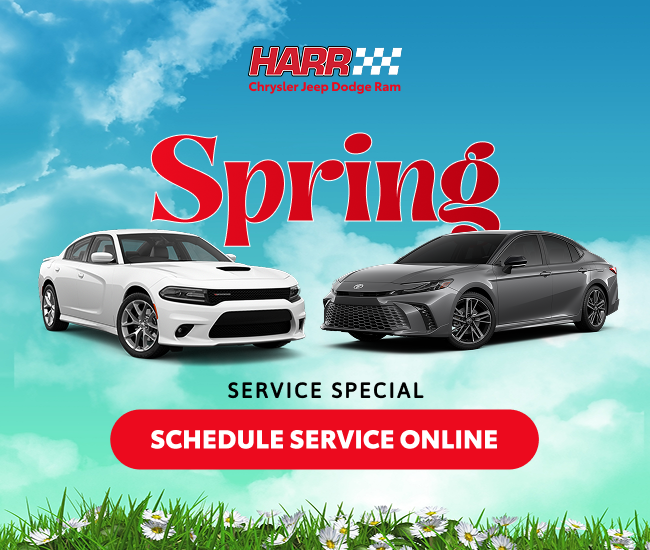 HARR
Chrysler Jeep Dodge Ram
Spring
SERVICE SPECIAL
SCHEDULE SERVICE ONLINE